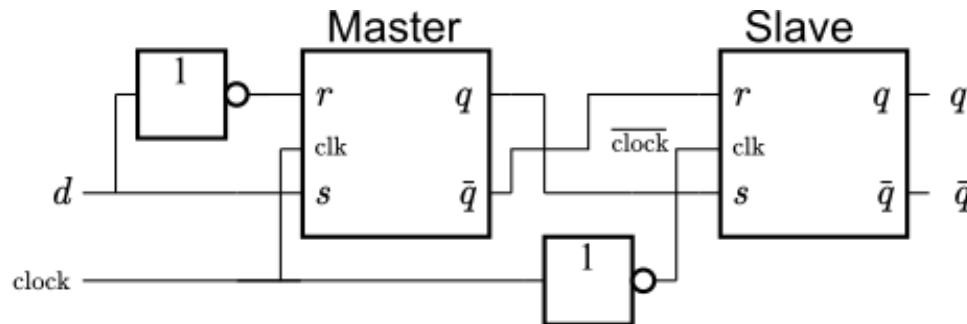 Master Slave
1
r q r q q
clk clock clk
d s q̄ s q̄ q̄
1
clock